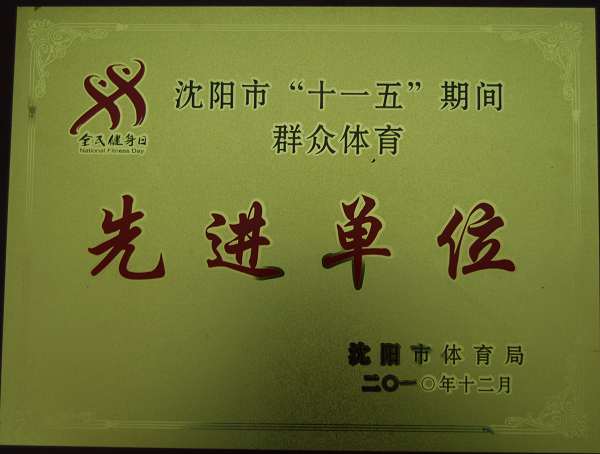 全民健身日
National Fitness Day
沈阳市“十一五”期间
群众体育
先进单位
沈阳市体育局
二〇一〇年十二月